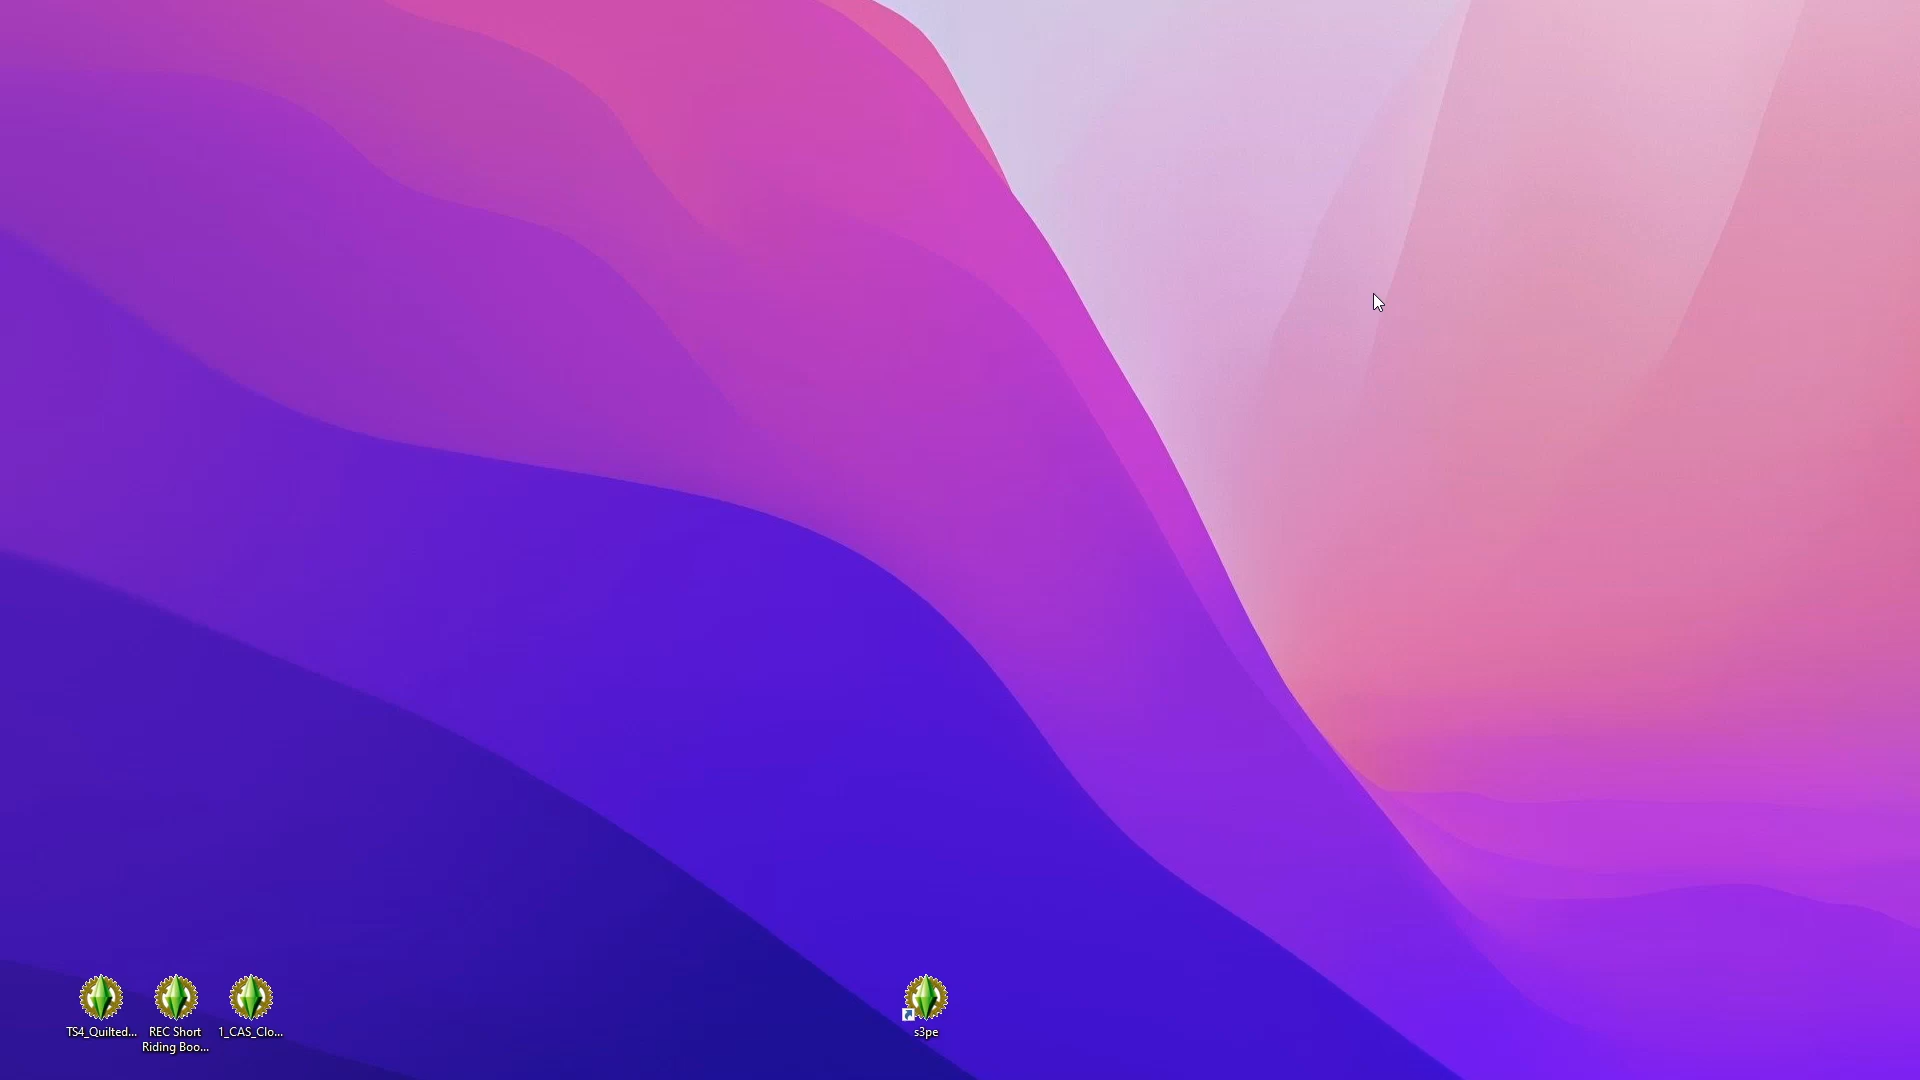 TS4_Quilted...
REC Short
Riding Boo...
1_CAS_Clo...
s3pe